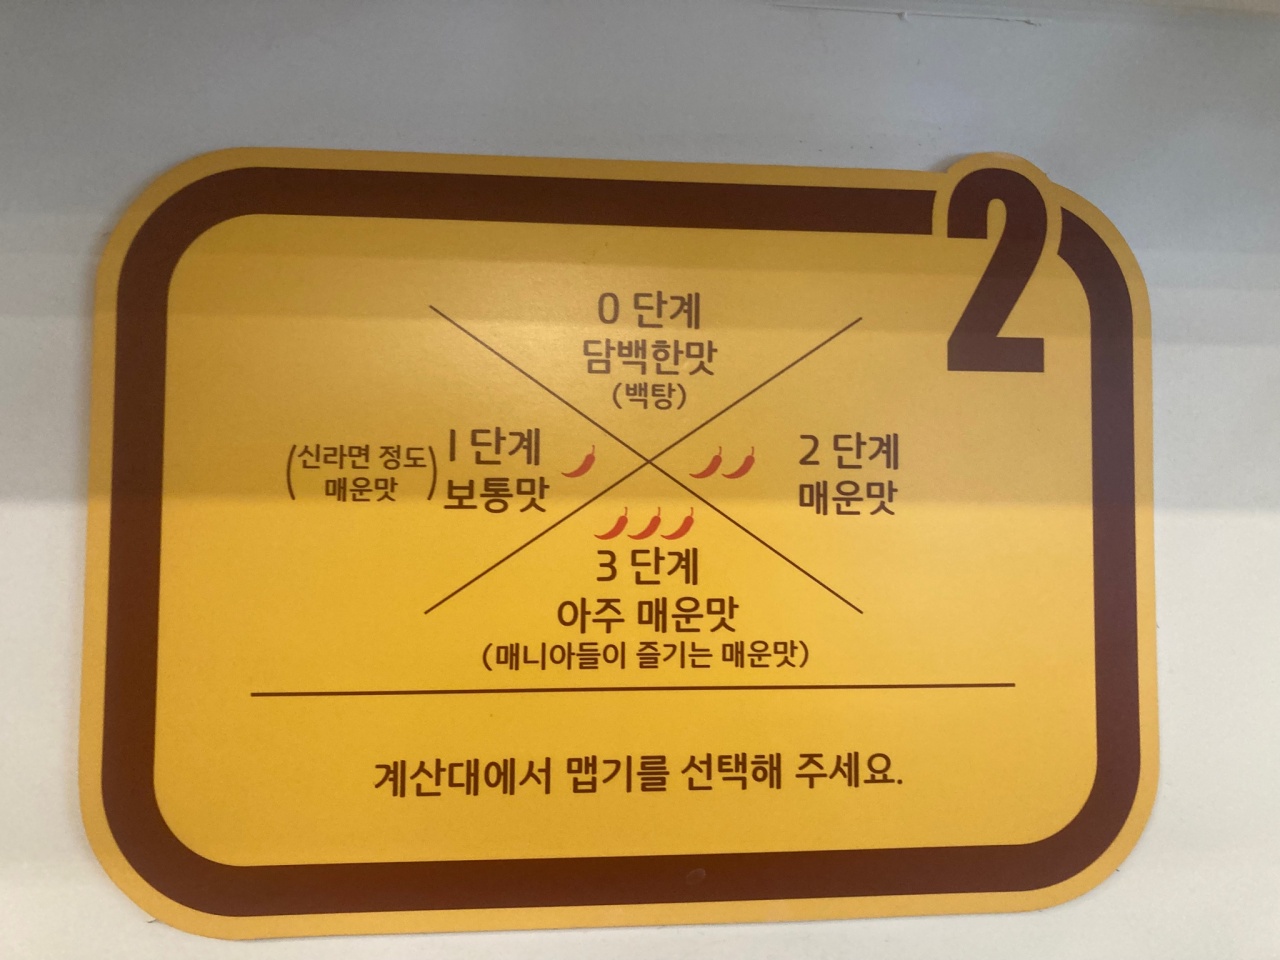 2
0 단계
담백한맛
(백탕)
(신라면 정도
매운맛)
1 단계
보통맛
2 단계
매운맛
3 단계
아주 매운맛
(매니아들이 즐기는 매운맛)
계산대에서 맵기를 선택해 주세요.